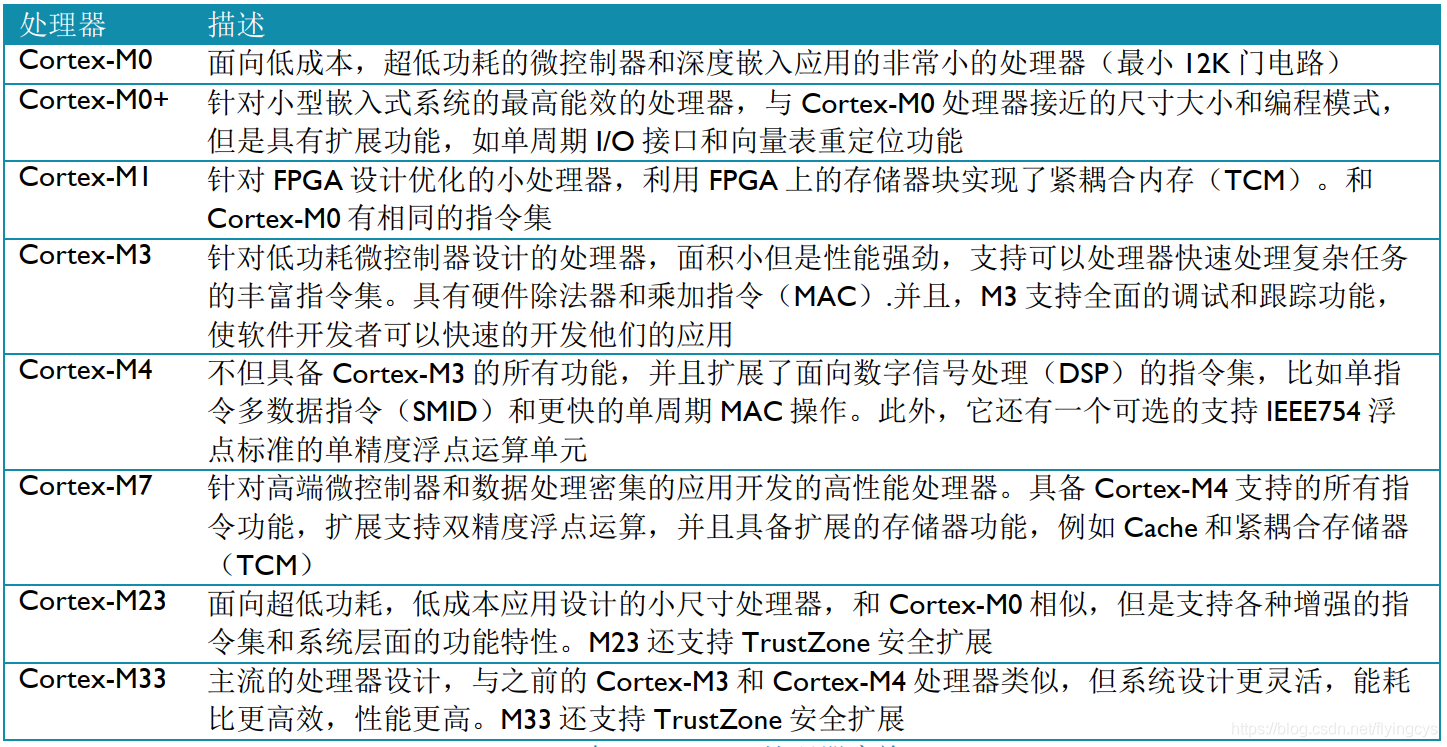 处理器 描述
Cortex-M0 面向低成本，超低功耗的微控制器和深度嵌入应用的非常小的处理器（最小 12K 门电路）
Cortex-M0+ 针对小型嵌入式系统的最高能效的处理器，与 Cortex-M0 处理器接近的尺寸大小和编程模式，
但是具有扩展功能，如单周期 I/O 接口和向量表重定位功能
Cortex-M1 针对 FPGA 设计优化的小处理器，利用 FPGA 上的存储器块实现了紧耦合内存（TCM）。和
Cortex-M0 有相同的指令集
Cortex-M3 针对低功耗微控制器设计的处理器，面积小但是性能强劲，支持可以处理器快速处理复杂任务
的丰富指令集。具有硬件除法器和乘加指令（MAC）.并且，M3 支持全面的调试和跟踪功能，
使软件开发者可以快速的开发他们的应用
Cortex-M4 不但具备 Cortex-M3 的所有功能，并且扩展了面向数字信号处理（DSP）的指令集，比如单指
令多数据指令（SMID）和更快的单周期 MAC 操作。此外，它还有一个可选的支持 IEEE754 浮
点标准的单精度浮点运算单元
Cortex-M7 针对高端微控制器和数据处理密集的应用开发的高性能处理器。具备 Cortex-M4 支持的所有指
令功能，扩展支持双精度浮点运算，并且具备扩展的存储器功能，例如 Cache 和紧耦合存储器
（TCM）
Cortex-M23 面向超低功耗，低成本应用设计的小尺寸处理器，和 Cortex-M0 相似，但是支持各种增强的指
令集和系统层面的功能特性。M23 还支持 TrustZone 安全扩展
Cortex-M33 主流的处理器设计，与之前的 Cortex-M3 和 Cortex-M4 处理器类似，但系统设计更灵活，能耗
比更高效，性能更高。M33 还支持 TrustZone 安全扩展
https://blog.csdn.net/flyingcys